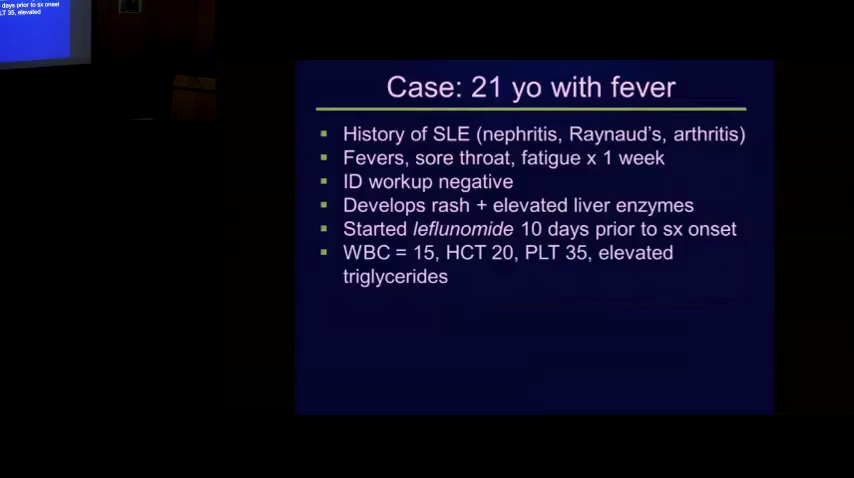 days prior to sx onset
LT 35, elevated
Case: 21 yo with fever
▪ History of SLE (nephritis, Raynaud's, arthritis)
▪ Fevers, sore throat, fatigue x 1 week
▪ ID workup negative
▪ Develops rash + elevated liver enzymes
▪ Started leflunomide 10 days prior to sx onset
▪ WBC = 15, HCT 20, PLT 35, elevated
triglycerides